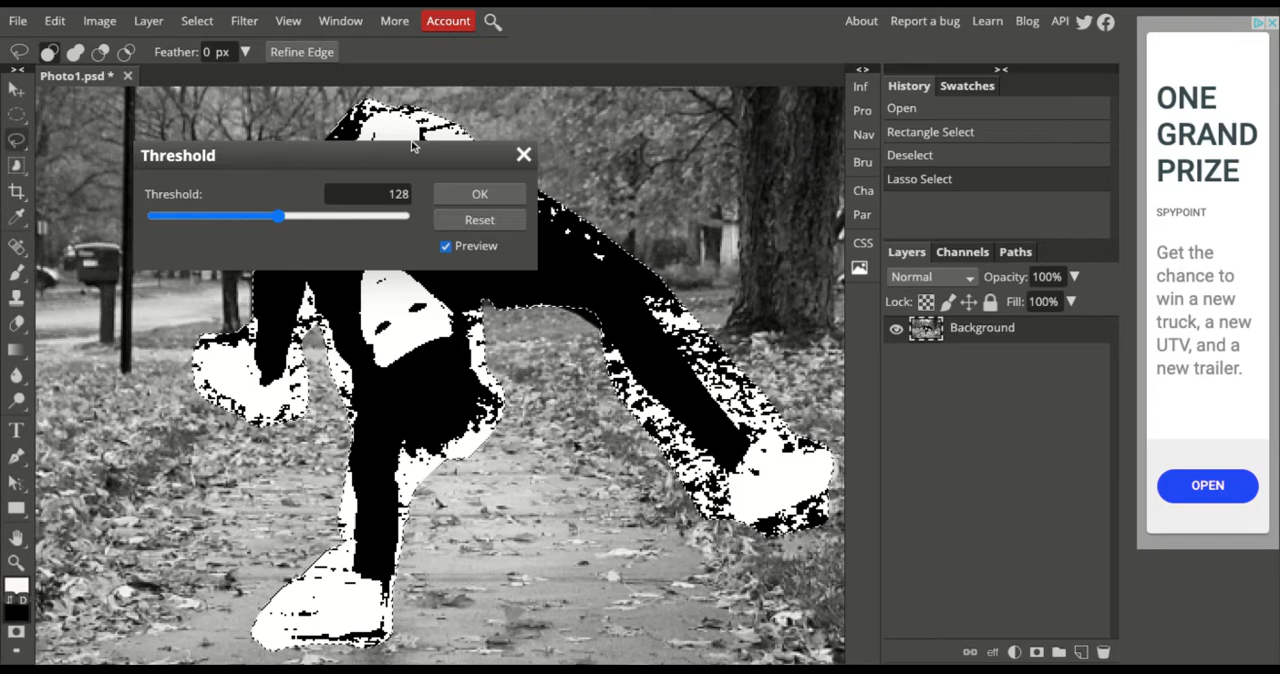 File Edit Image Layer Select Filter View Window More Account About Report a bug Learn Blog API
Feather: 0 px Refine Edge
Photo1.psd *
Threshold
Threshold: 128
OK
Reset
Preview
Inf
Pro
Nav
Bru
Cha
Par
CSS
History Swatches
Open
Rectangle Select
Deselect
Lasso Select
Layers Channels Paths
Normal Opacity: 100%
Lock: Fill: 100%
Background
eff
D
ONE
GRAND
PRIZE
SPYPOINT
Get the
chance to
win a new
truck, a new
UTV, and a
new trailer.
OPEN